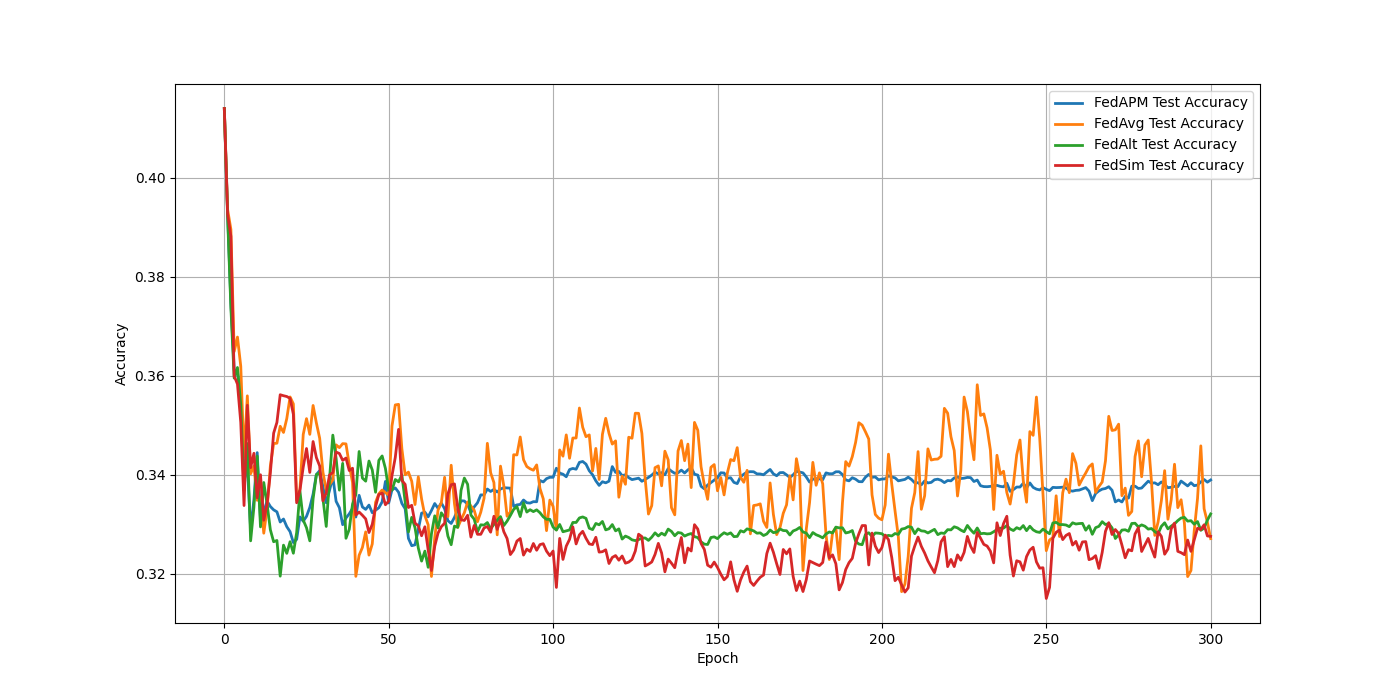 FedAPM Test Accuracy
FedAvg Test Accuracy
FedAlt Test Accuracy
FedSim Test Accuracy
0.40
0.38
0.36
0.34
0.32
Accuracy
0 50 100 150 200 250 300
Epoch